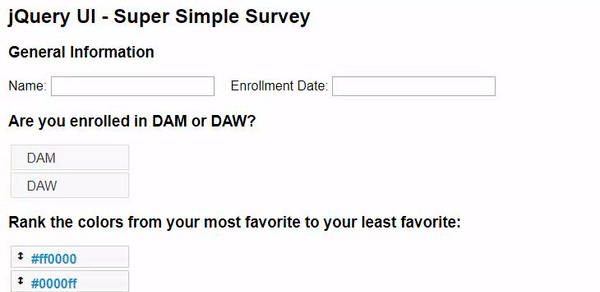 jQuery UI - Super Simple Survey
General Information
Name: Enrollment Date:
Are you enrolled in DAM or DAW?
DAM
DAW
Rank the colors from your most favorite to your least favorite:
#ff0000
#0000ff